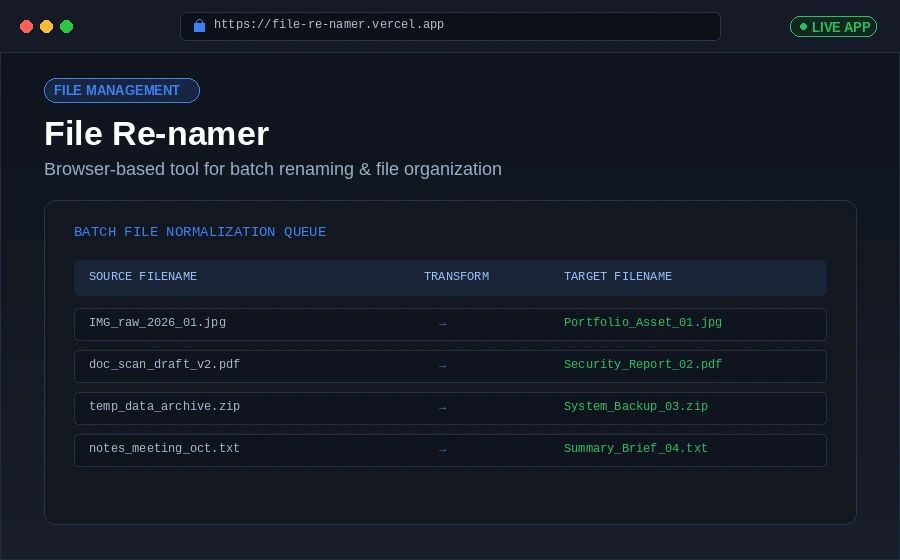 https://file-re-namer.vercel.app
LIVE APP
FILE MANAGEMENT
File Re-namer
Browser-based tool for batch renaming & file organization
BATCH FILE NORMALIZATION QUEUE
SOURCE FILENAME TRANSFORM TARGET FILENAME
IMG_raw_2026_01.jpg → Portfolio_Asset_01.jpg
doc_scan_draft_v2.pdf → Security_Report_02.pdf
temp_data_archive.zip → System_Backup_03.zip
notes_meeting_oct.txt → Summary_Brief_04.txt